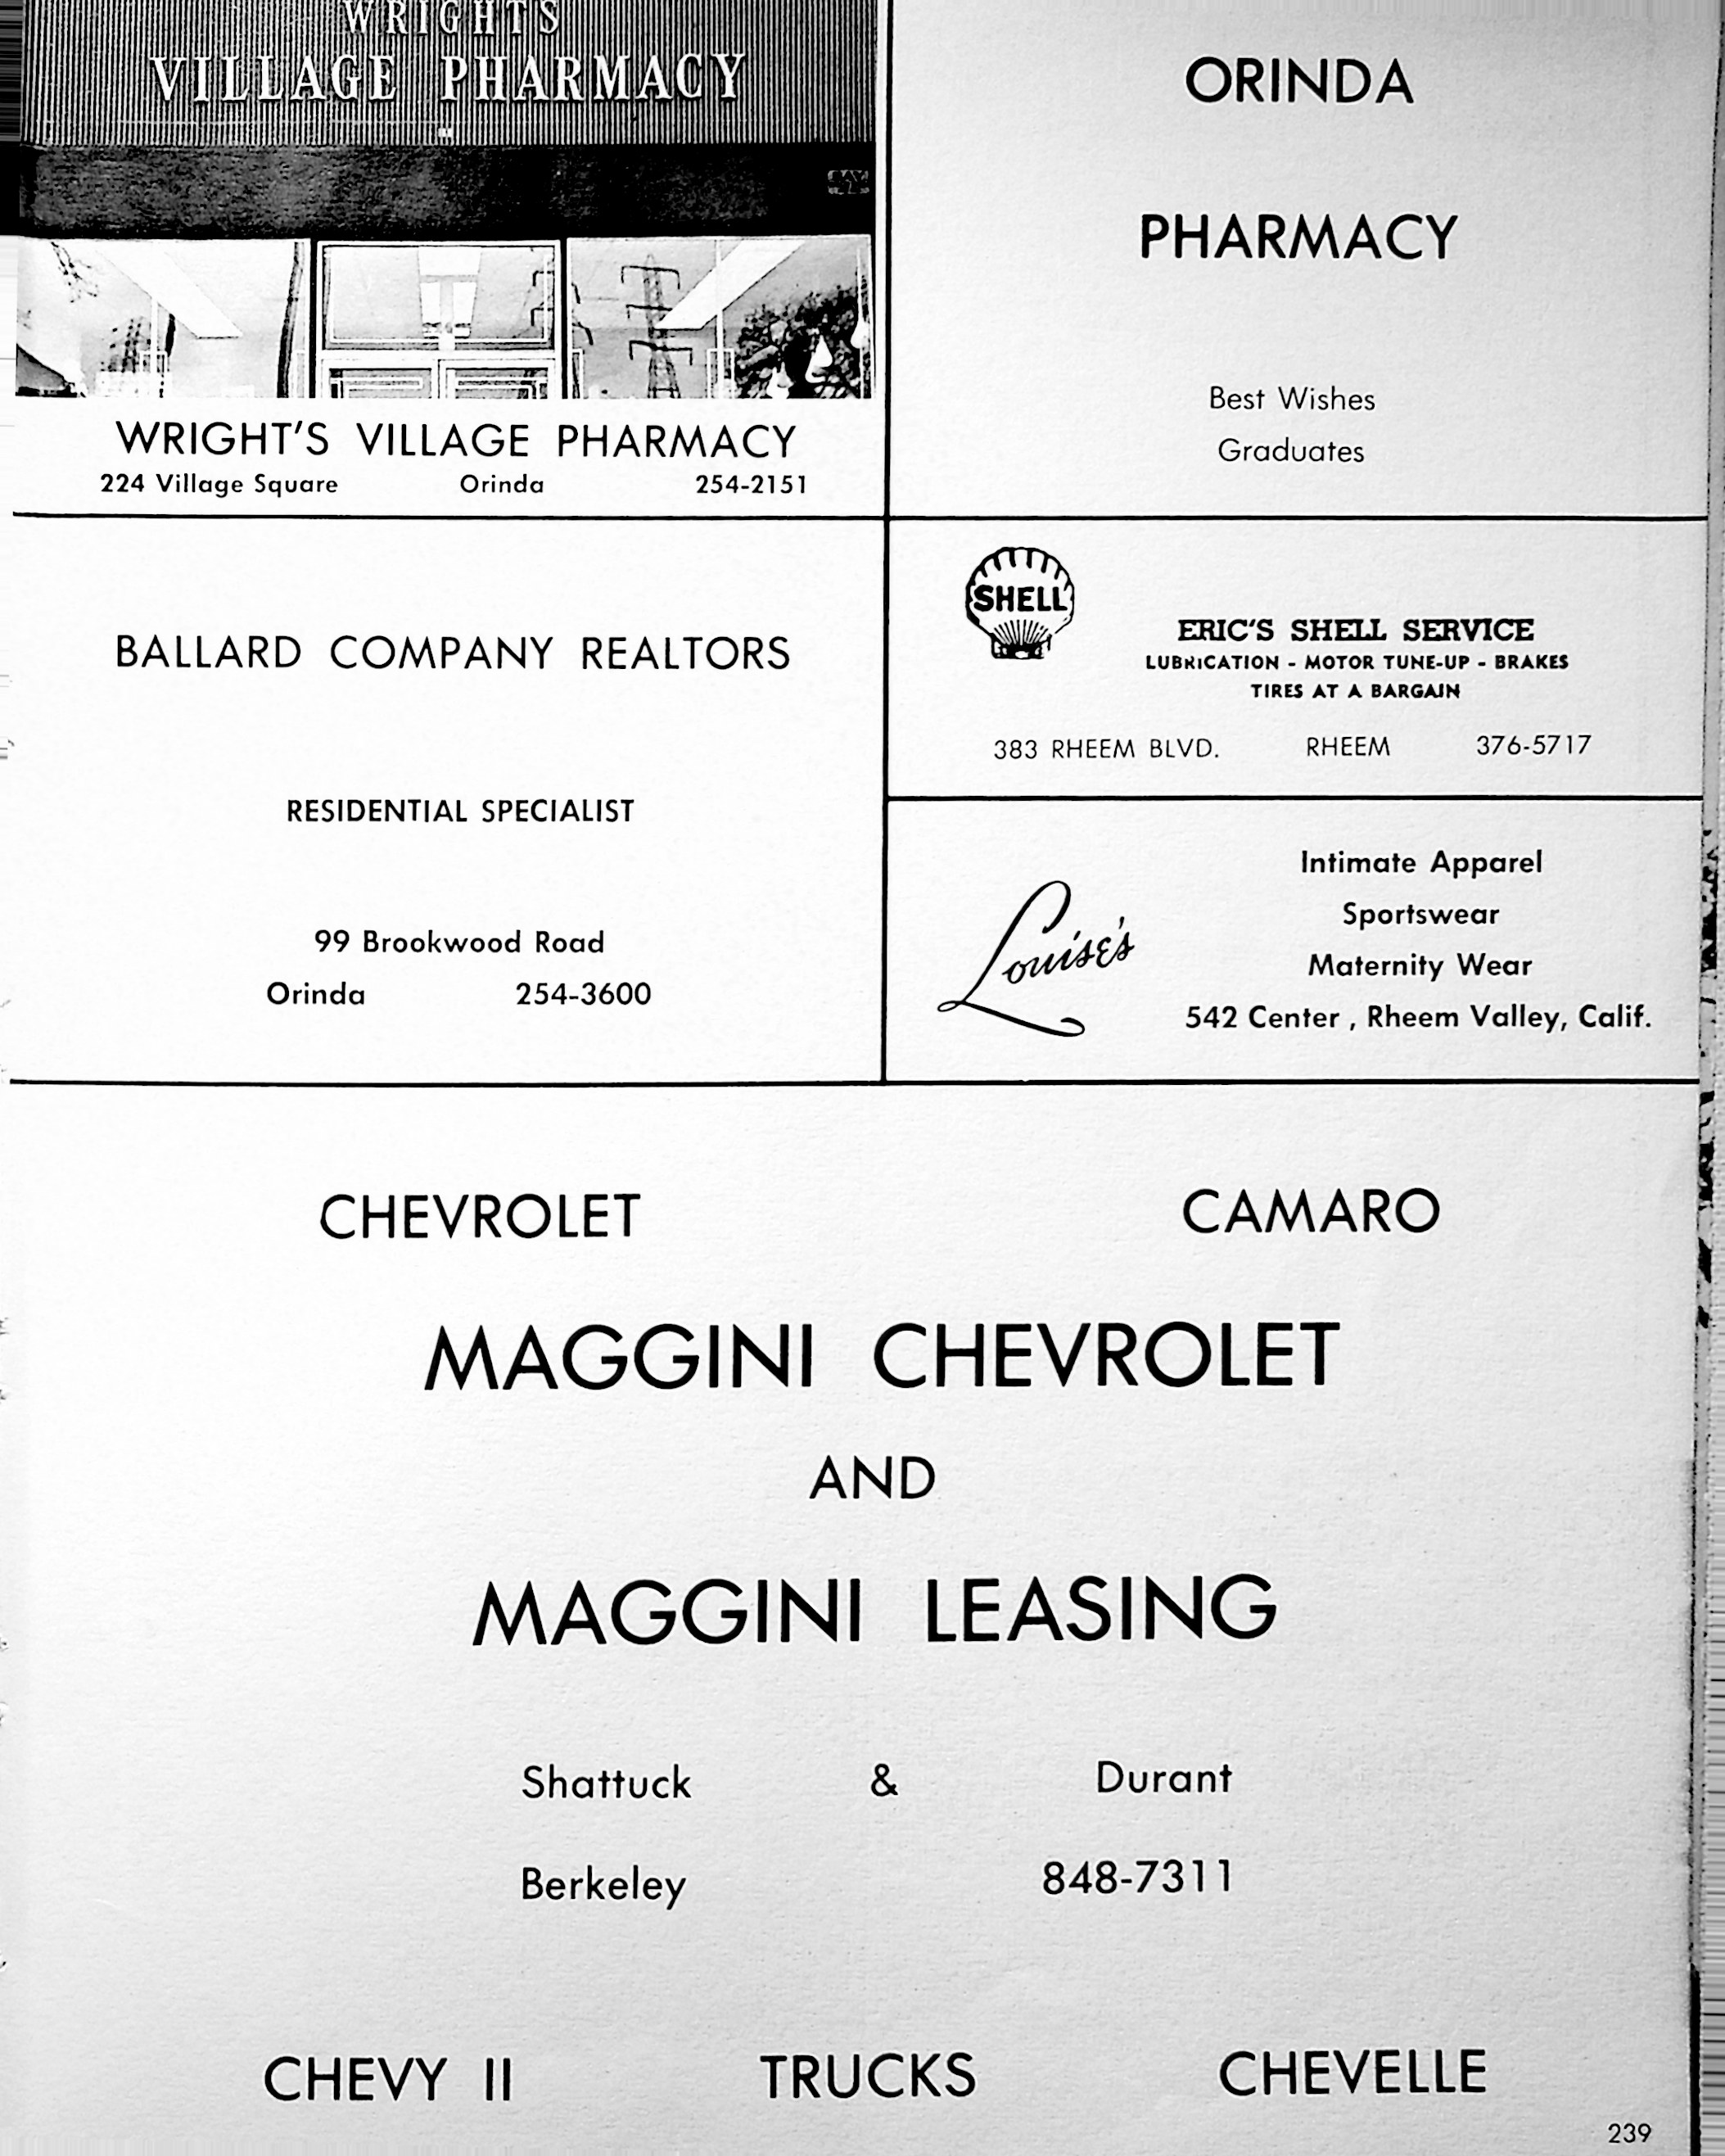 WRIGHTS
VILLAGE PHARMACY
WRIGHT'S VILLAGE PHARMACY
224 Village Square Orinda 254-2151
ORINDA
PHARMACY
Best Wishes
Graduates
BALLARD COMPANY REALTORS
RESIDENTIAL SPECIALIST
99 Brookwood Road
Orinda 254-3600
SHELL
ERIC'S SHELL SERVICE
LUBRICATION - MOTOR TUNE-UP - BRAKES
TIRES AT A BARGAIN
383 RHEEM BLVD. RHEEM 376-5717
Louise's
Intimate Apparel
Sportswear
Maternity Wear
542 Center , Rheem Valley, Calif.
CHEVROLET CAMARO
MAGGINI CHEVROLET
AND
MAGGINI LEASING
Shattuck & Durant
Berkeley 848-7311
CHEVY II TRUCKS CHEVELLE
239